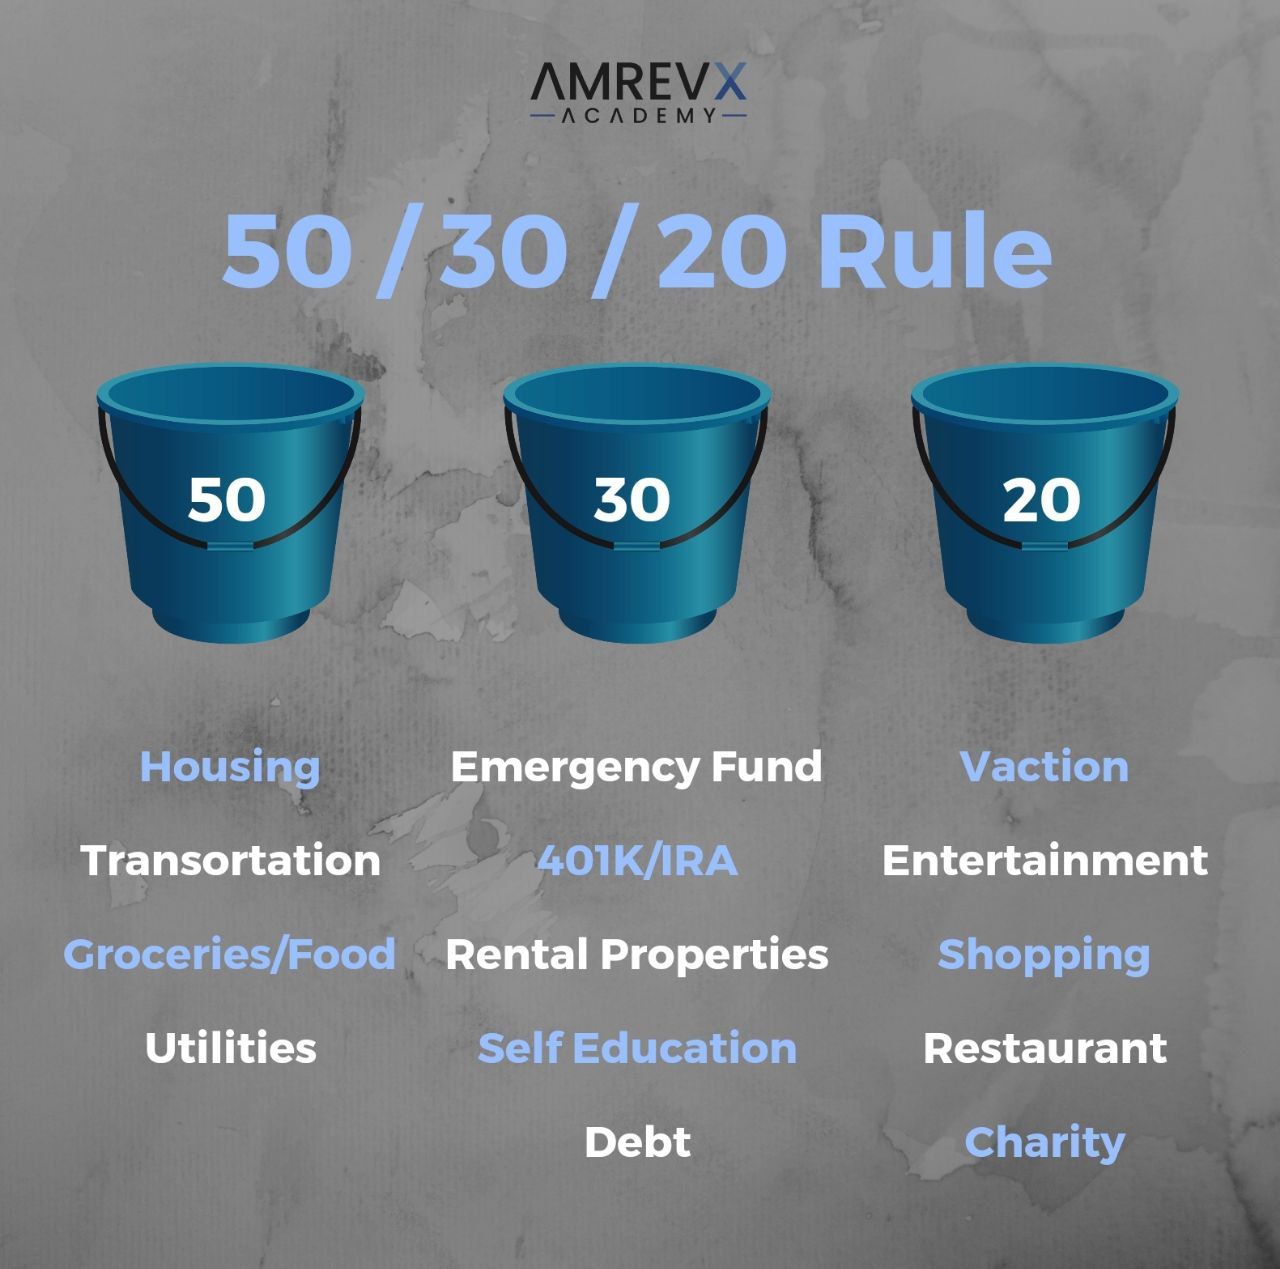 AMREVX
ACADEMY
50 / 30 / 20 Rule
50
30
20
Housing
Transortation
Groceries/Food
Utilities
Emergency Fund
401K/IRA
Rental Properties
Self Education
Debt
Vaction
Entertainment
Shopping
Restaurant
Charity